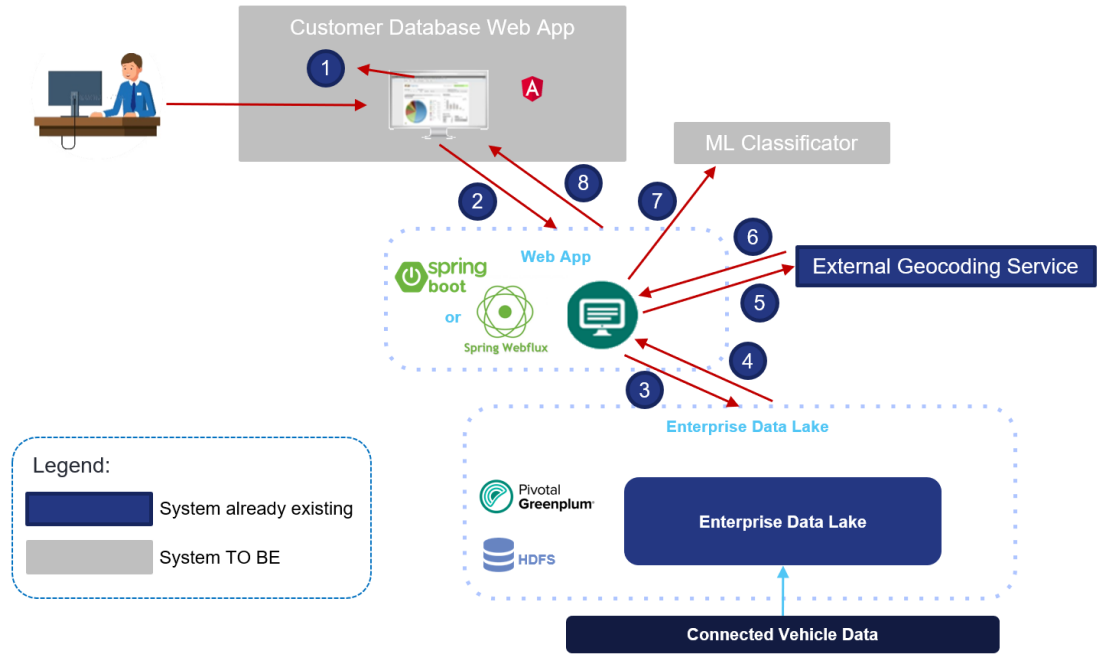 Customer Database Web App
1
A
ML Classificator
2
8
7
6
Web App
spring
boot
External Geocoding Service
or
5
Spring Webflux
4
3
Enterprise Data Lake
Legend:
System already existing
System TO BE
Pivotal
Greenplum
Enterprise Data Lake
HDFS
Connected Vehicle Data